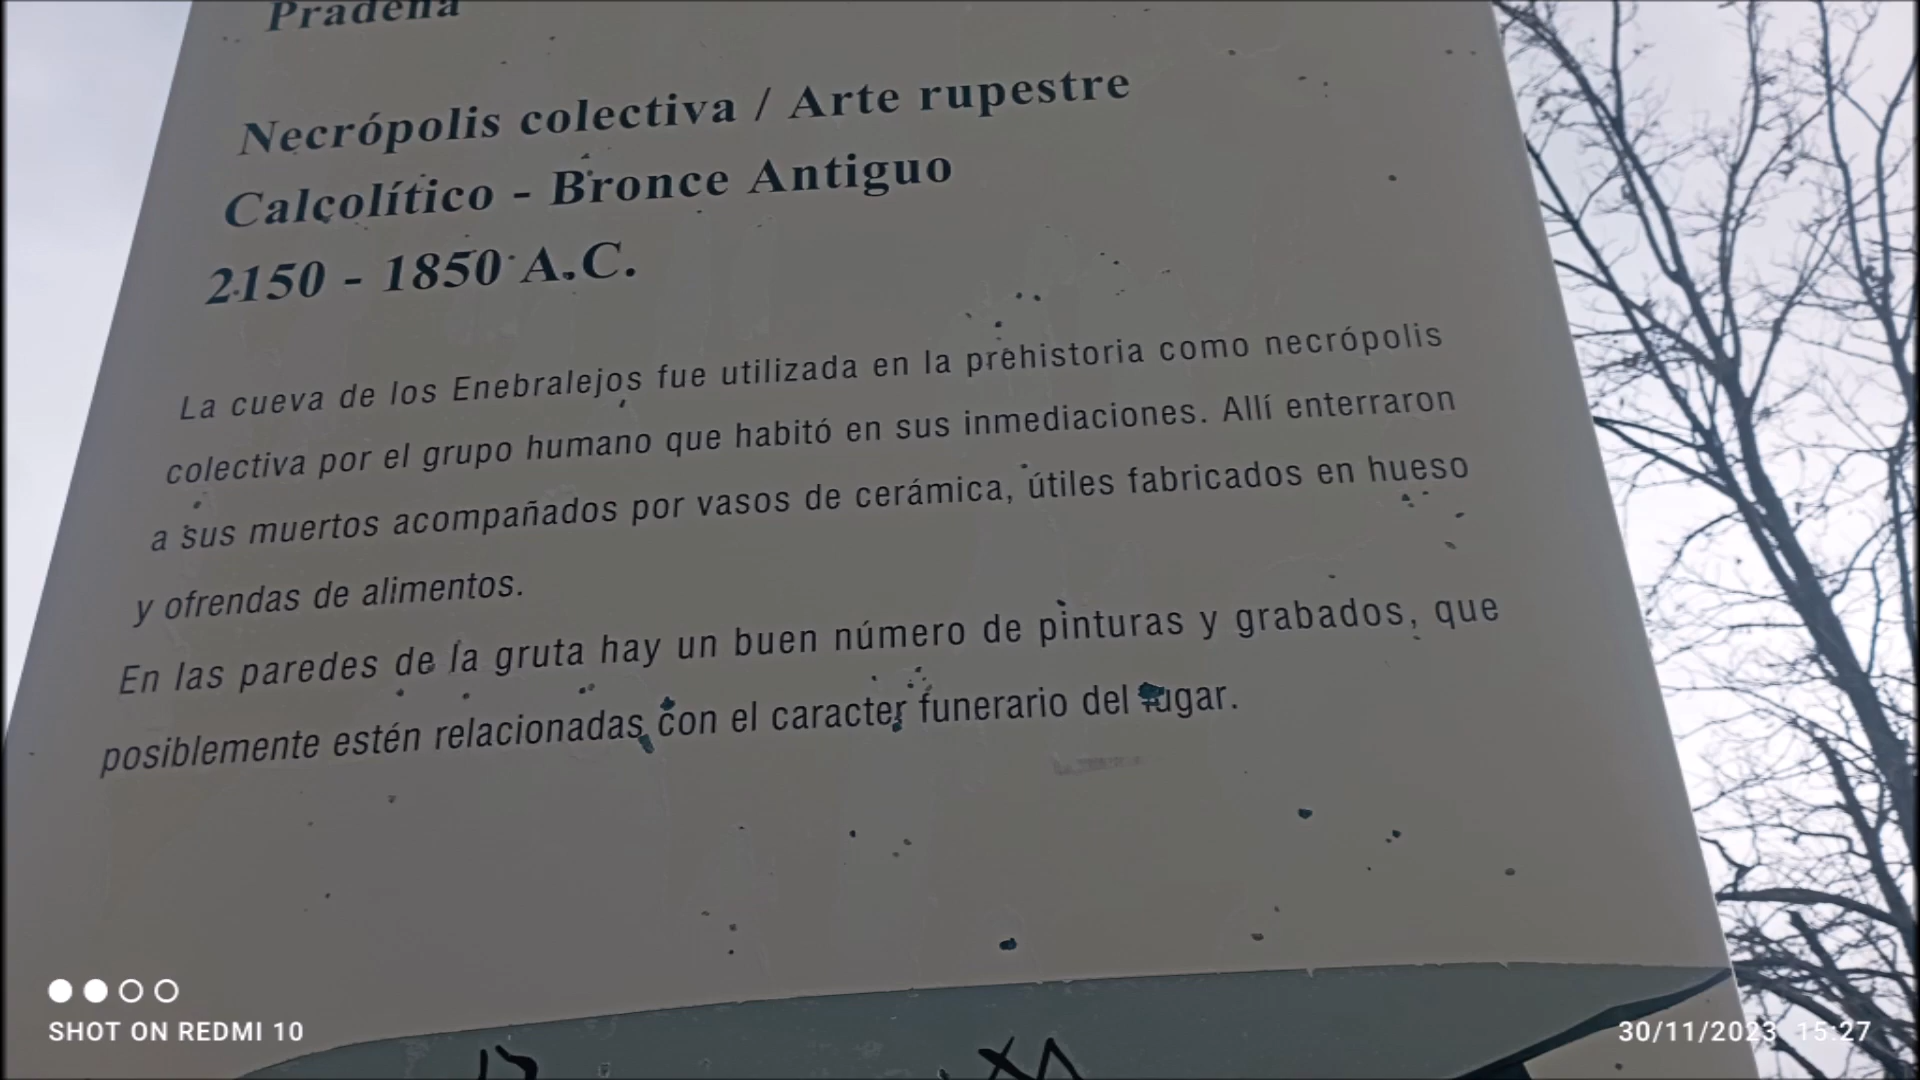 Pradena
Necrópolis colectiva / Arte rupestre
Calcolítico - Bronce Antiguo
2150 - 1850 A.C.
La cueva de los Enebralejos fue utilizada en la prehistoria como necrópolis
colectiva por el grupo humano que habitó en sus inmediaciones. Allí enterraron
a sus muertos acompañados por vasos de cerámica, útiles fabricados en hueso
y ofrendas de alimentos.
En las paredes de la gruta hay un buen número de pinturas y grabados, que
posiblemente estén relacionadas con el caracter funerario del lugar.
SHOT ON REDMI 10
30/11/2023 15:27